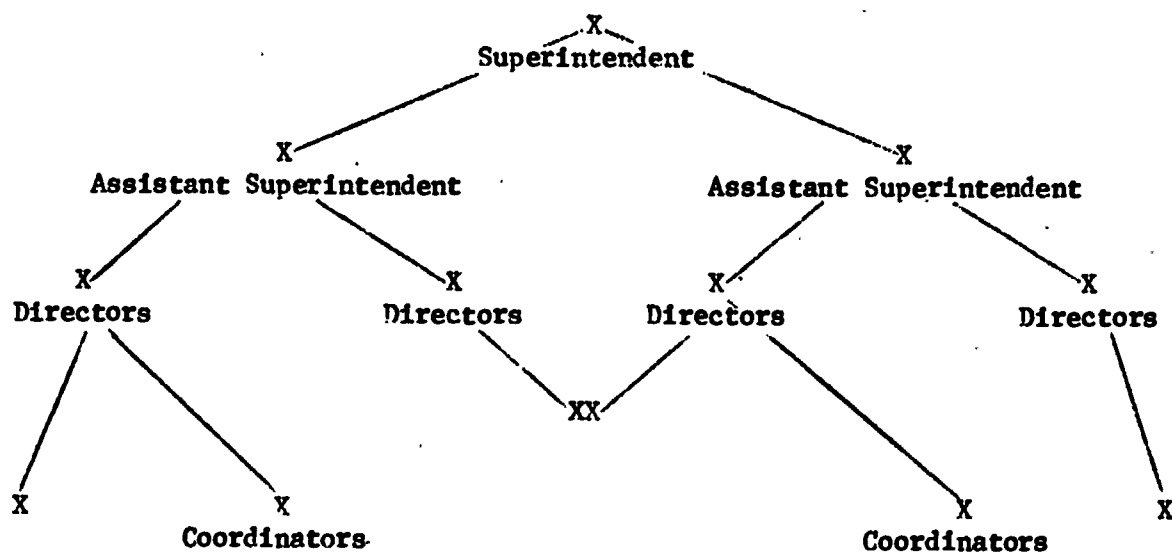 X
Superintendent
X X
Assistant Superintendent Assistant Superintendent
X X X X
Directors Directors Directors Directors
XX
X X X X
Coordinators Coordinators